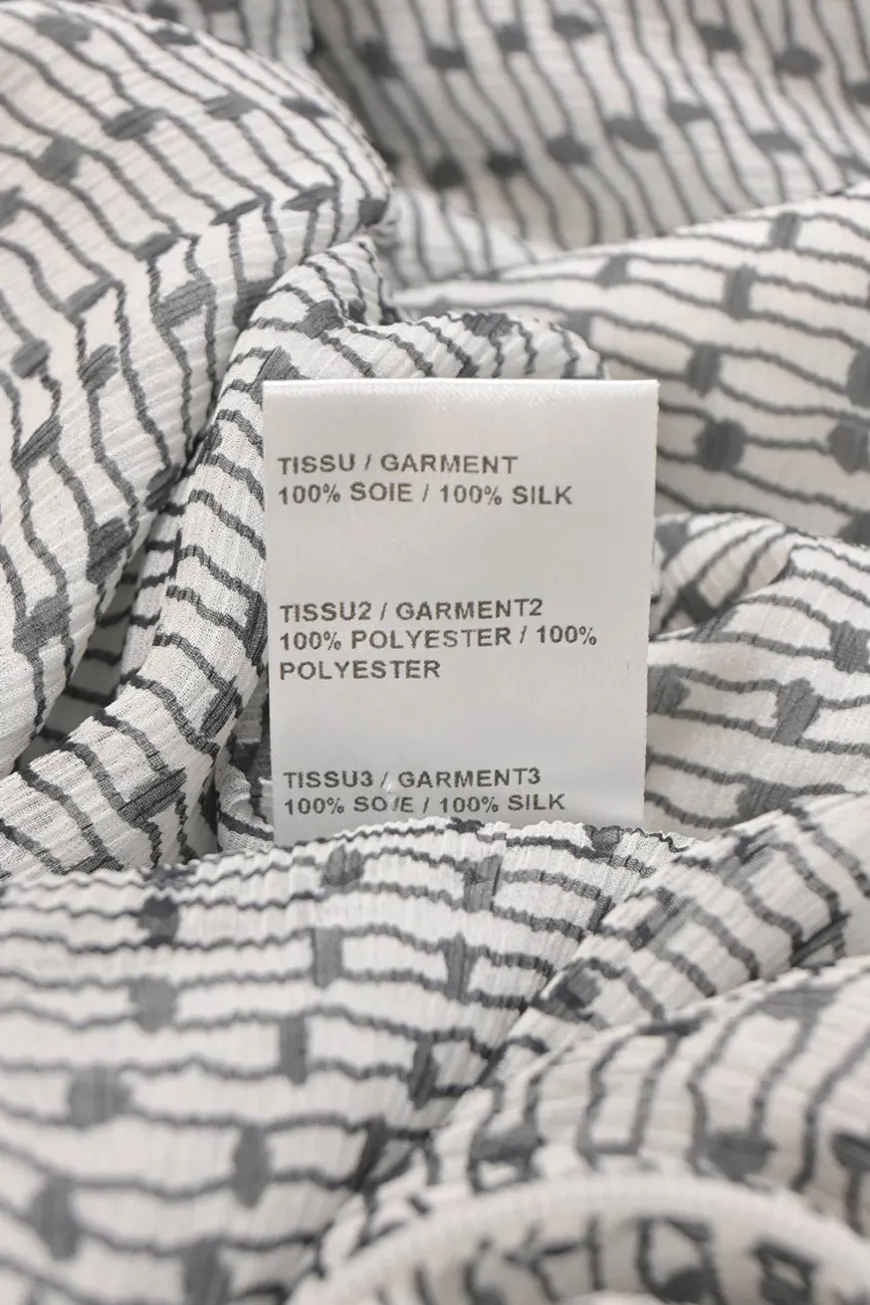 TISSU / GARMENT
100% SOIE / 100% SILK
TISSU2 / GARMENT2
100% POLYESTER / 100%
POLYESTER
TISSU3 / GARMENT3
100% SOIE / 100% SILK